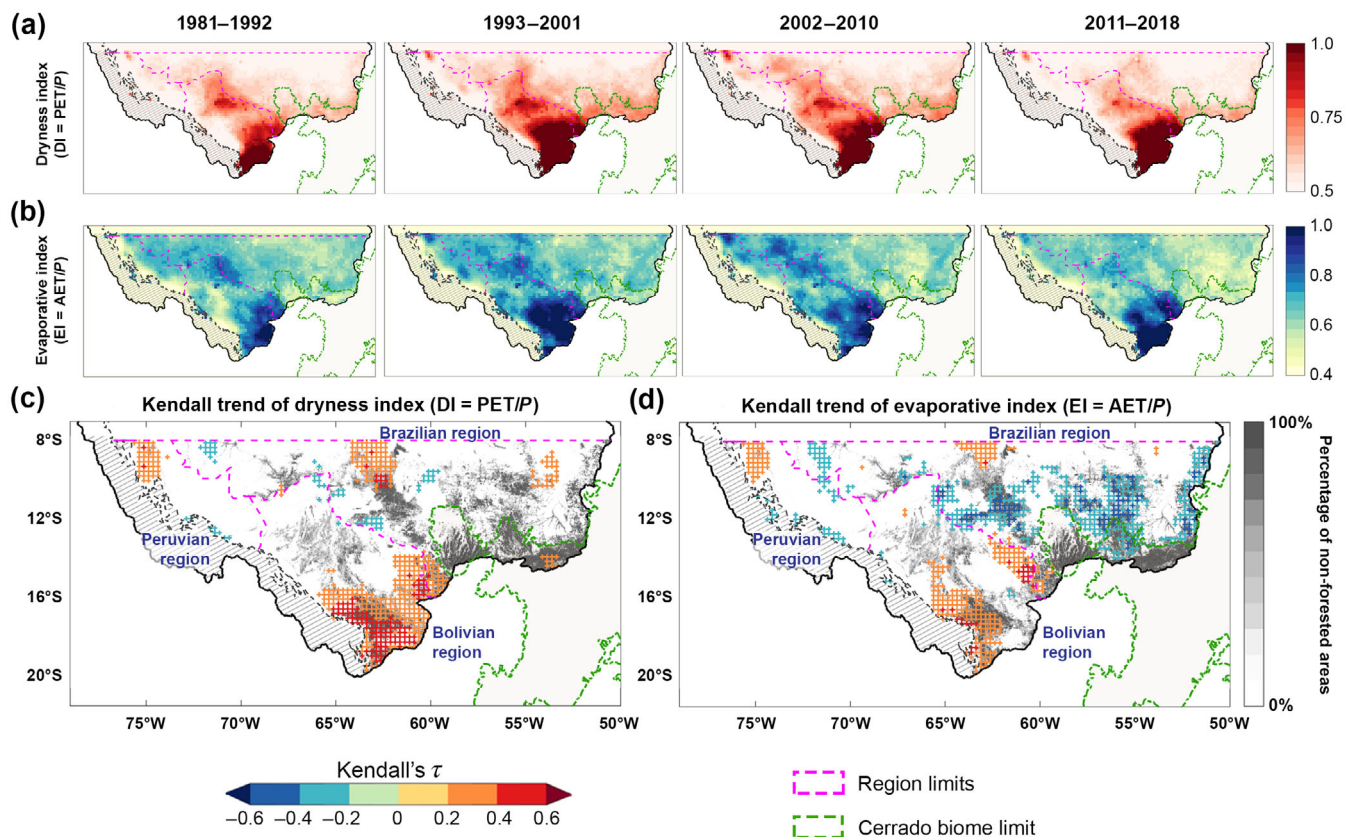 (a)
1981–1992
1993–2001
2002–2010
2011–2018
Dryness index
(DI = PET/P)
1.0
0.75
0.5
(b)
Evaporative index
(EI = AET/P)
1.0
0.8
0.6
0.4
(c)
Kendall trend of dryness index (DI = PET/P)
8°S
12°S
16°S
20°S
Brazilian region
Peruvian
region
Bolivian
region
75°W
70°W
65°W
60°W
55°W
50°W
(d)
Kendall trend of evaporative index (EI = AET/P)
8°S
12°S
16°S
20°S
Brazilian region
Peruvian
region
Bolivian
region
75°W
70°W
65°W
60°W
55°W
50°W
100%
Percentage of non-forested areas
0%
Kendall's τ
–0.6
–0.4
–0.2
0
0.2
0.4
0.6
Region limits
Cerrado biome limit